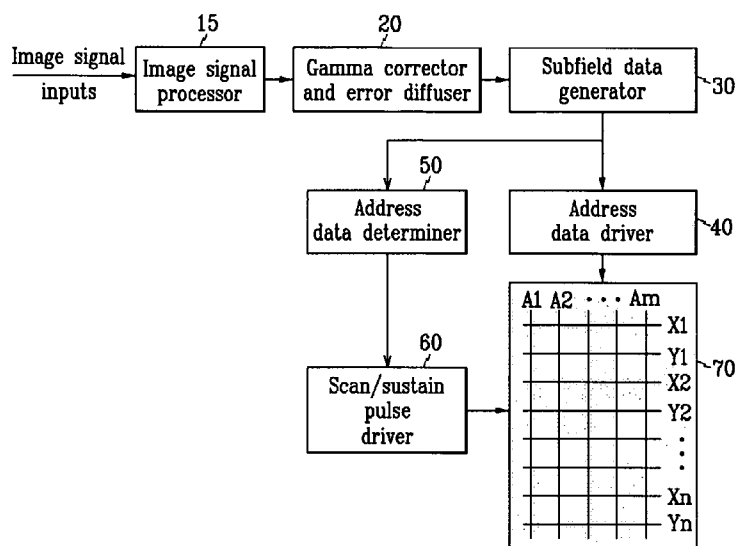 15
20
Image signal
inputs
Image signal
processor
Gamma corrector
and error diffuser
Subfield data
generator
30
50
Address
data determiner
Address
data driver
40
A1 A2 ・・・ Am
X1
Y1
70
X2
Y2
60
Scan/sustain
pulse
driver
Xn
Yn